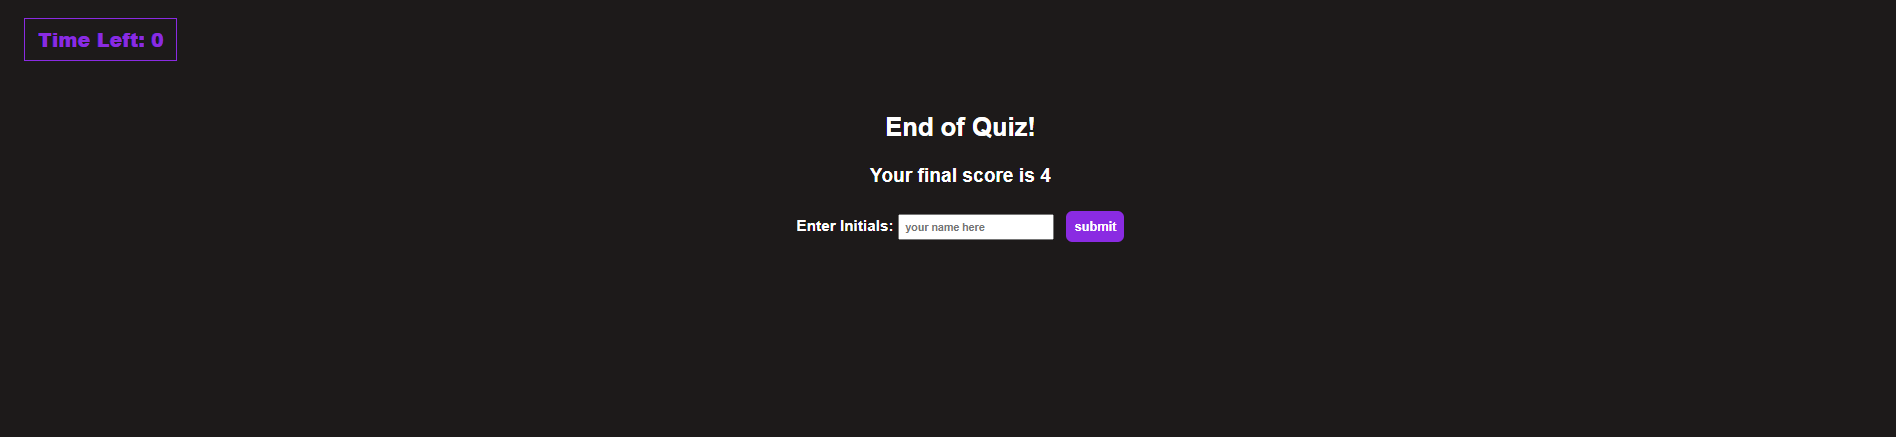 Time Left: 0
End of Quiz!
Your final score is 4
Enter Initials: your name here submit